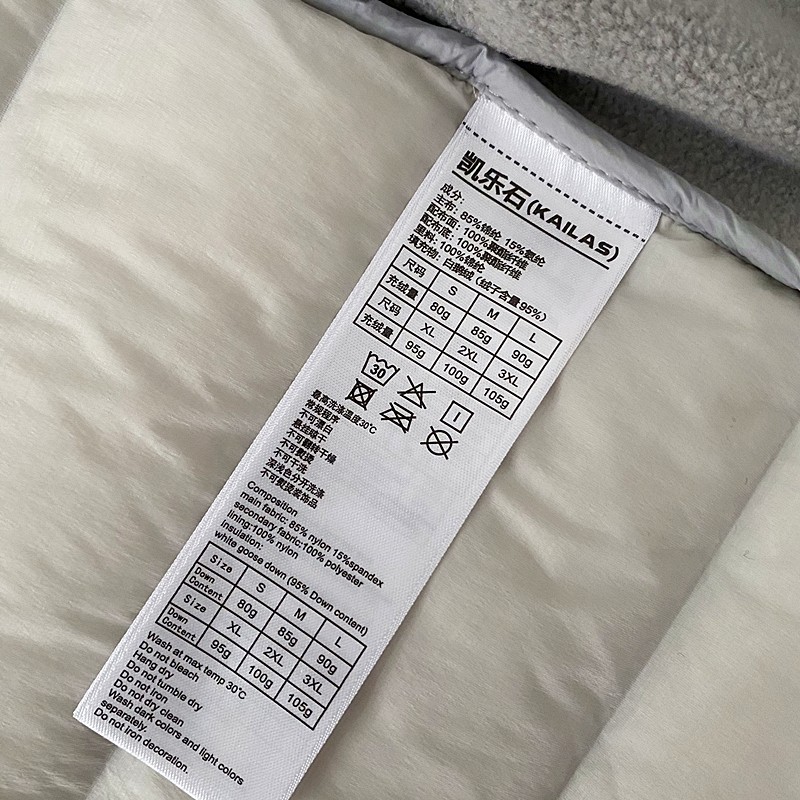 凯乐石(KAILAS)
成分:
主布: 85%锦纶 15%氨纶
配布面: 100%聚酯纤维
配布底: 100%聚酯纤维
里料: 100%锦纶
填充物: 白鹅绒 (绒子含量95%)
尺码 S M L
充绒量 80g 85g 90g
尺码 XL 2XL 3XL
充绒量 95g 100g 105g
30
最高洗涤温度30℃
常规程序
不可漂白
悬挂晾干
不可翻转干燥
不可熨烫
不可干洗
深浅色分开洗涤
不可熨烫装饰品
Composition
main fabric: 85% nylon 15%spandex
secondary fabric:100% polyester
lining:100% nylon
insulation:
white goose down (95% Down content)
Size S M L
Down Content 80g 85g 90g
Size XL 2XL 3XL
Down Content 95g 100g 105g
Wash at max temp 30℃
Do not bleach
Hang dry
Do not tumble dry
Do not iron
Do not dry clean
Wash dark colors and light colors
separately.
Do not iron decoration.